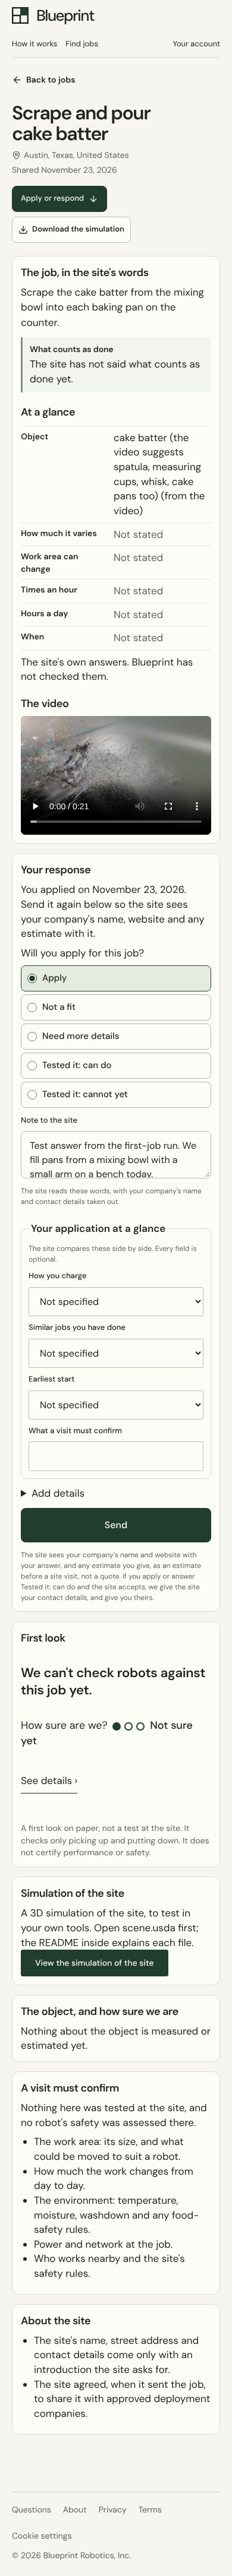 Blueprint
How it works Find jobs Your account
← Back to jobs
Scrape and pour
cake batter
Austin, Texas, United States
Shared November 23, 2026
Apply or respond ↓
Download the simulation
The job, in the site's words
Scrape the cake batter from the mixing
bowl into each baking pan on the
counter.
What counts as done
The site has not said what counts as
done yet.
At a glance
Object cake batter (the
video suggests
spatula, measuring
cups, whisk, cake
pans too) (from the
video)
How much it varies Not stated
Work area can Not stated
change
Times an hour Not stated
Hours a day Not stated
When Not stated
The site's own answers. Blueprint has
not checked them.
The video
0:00 / 0:21
Your response
You applied on November 23, 2026.
Send it again below so the site sees
your company's name, website and any
estimate with it.
Will you apply for this job?
Apply
Not a fit
Need more details
Tested it: can do
Tested it: cannot yet
Note to the site
Test answer from the first-job run. We
fill pans from a mixing bowl with a
small arm on a bench today.
The site reads these words, with your company's name
and contact details taken out.
Your application at a glance
The site compares these side by side. Every field is
optional.
How you charge
Not specified
Similar jobs you have done
Not specified
Earliest start
Not specified
What a visit must confirm
Add details
Send
The site sees your company's name and website with
your answer, and any estimate you give, as an estimate
before a site visit, not a quote. If you apply or answer
Tested it: can do and the site accepts, we give the site
your contact details, and give you theirs.
First look
We can't check robots against
this job yet.
How sure are we? Not sure
yet
See details ›
A first look on paper, not a test at the site. It
checks only picking up and putting down. It does
not certify performance or safety.
Simulation of the site
A 3D simulation of the site, to test in
your own tools. Open scene.usda first;
the README inside explains each file.
View the simulation of the site
The object, and how sure we are
Nothing about the object is measured or
estimated yet.
A visit must confirm
Nothing here was tested at the site, and
no robot's safety was assessed there.
• The work area: its size, and what
could be moved to suit a robot.
• How much the work changes from
day to day.
• The environment: temperature,
moisture, washdown and any food-
safety rules.
• Power and network at the job.
• Who works nearby and the site's
safety rules.
About the site
• The site's name, street address and
contact details come only with an
introduction the site asks for.
• The site agreed, when it sent the job,
to share it with approved deployment
companies.
Questions About Privacy Terms
Cookie settings
© 2026 Blueprint Robotics, Inc.